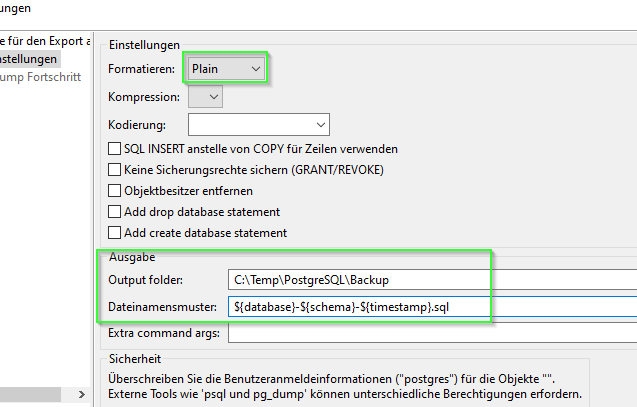 ungen
e für den Export a
nstellungen
ump Fortschritt
Einstellungen
Formatieren: Plain
Kompression:
Kodierung:
SQL INSERT anstelle von COPY für Zeilen verwenden
Keine Sicherungsrechte sichern (GRANT/REVOKE)
Objektbesitzer entfernen
Add drop database statement
Add create database statement
Ausgabe
Output folder: C:\Temp\PostgreSQL\Backup
Dateinamensmuster: ${database}-${schema}-${timestamp}.sql
Extra command args:
Sicherheit
Überschreiben Sie die Benutzeranmeldeinformationen ("postgres") für die Objekte "".
Externe Tools wie 'psql und pg_dump' können unterschiedliche Berechtigungen erfordern.